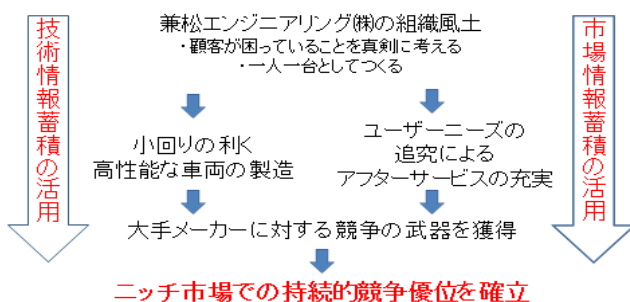 兼松エンジニアリング㈱の組織風土
・顧客が困っていることを真剣に考える
・一人一台としてつくる
技術情報蓄積の活用
市場情報蓄積の活用
小回りの利く
高性能な車両の製造
ユーザーニーズの
追究による
アフターサービスの充実
大手メーカーに対する競争の武器を獲得
ニッチ市場での持続的競争優位を確立